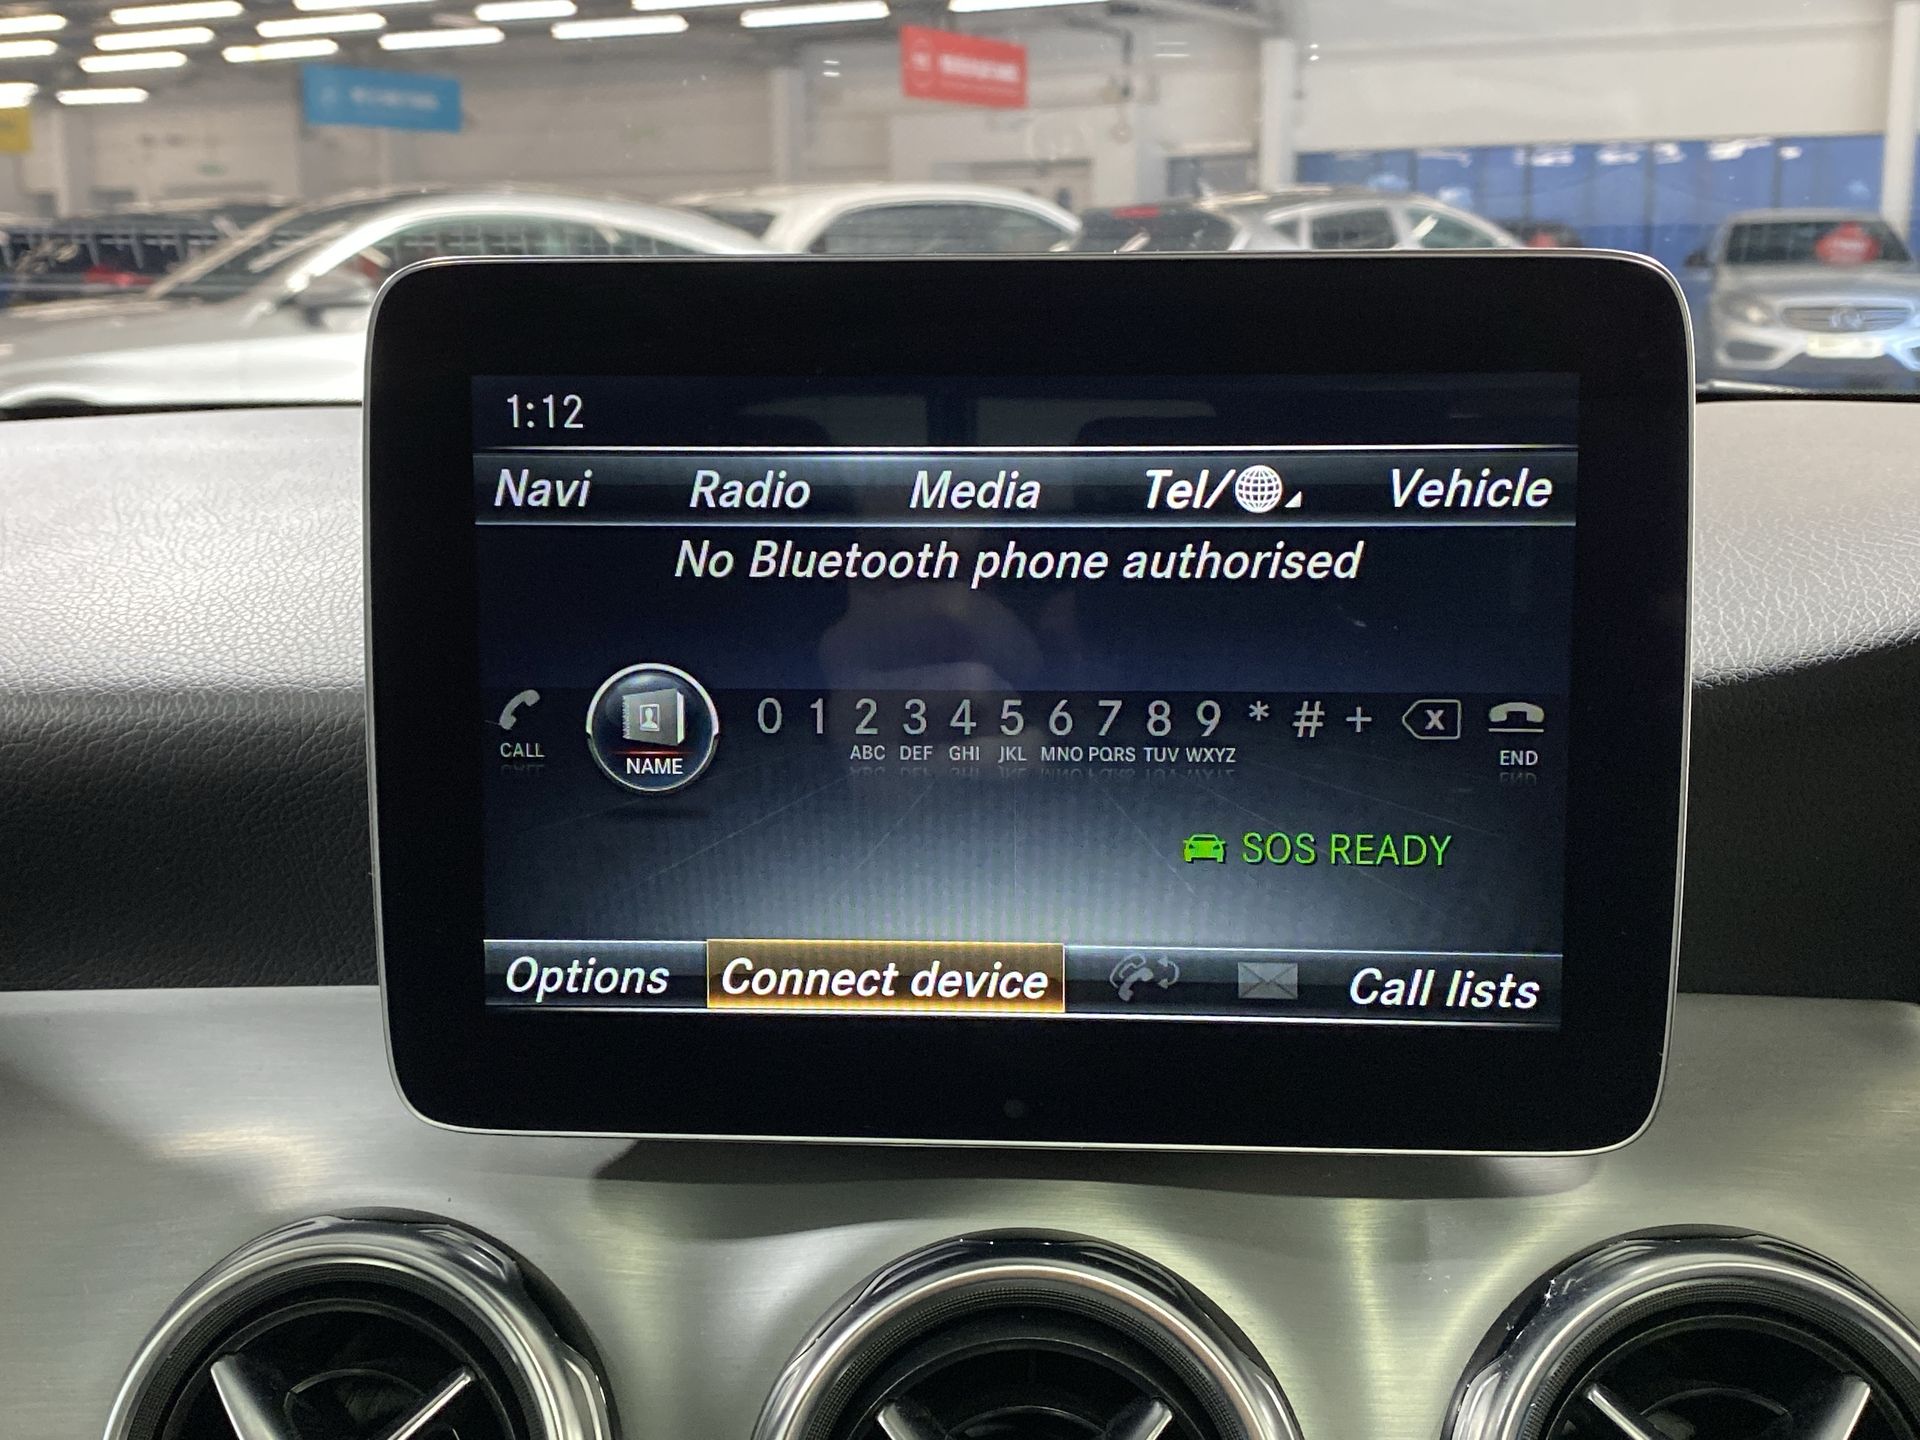 1:12
Navi Radio Media Tel/ Vehicle
No Bluetooth phone authorised
0 1 2 3 4 5 6 7 8 9 * # + x
CALL NAME ABC DEF GHI JKL MNO PQRS TUV WXYZ END
SOS READY
Options Connect device Call lists